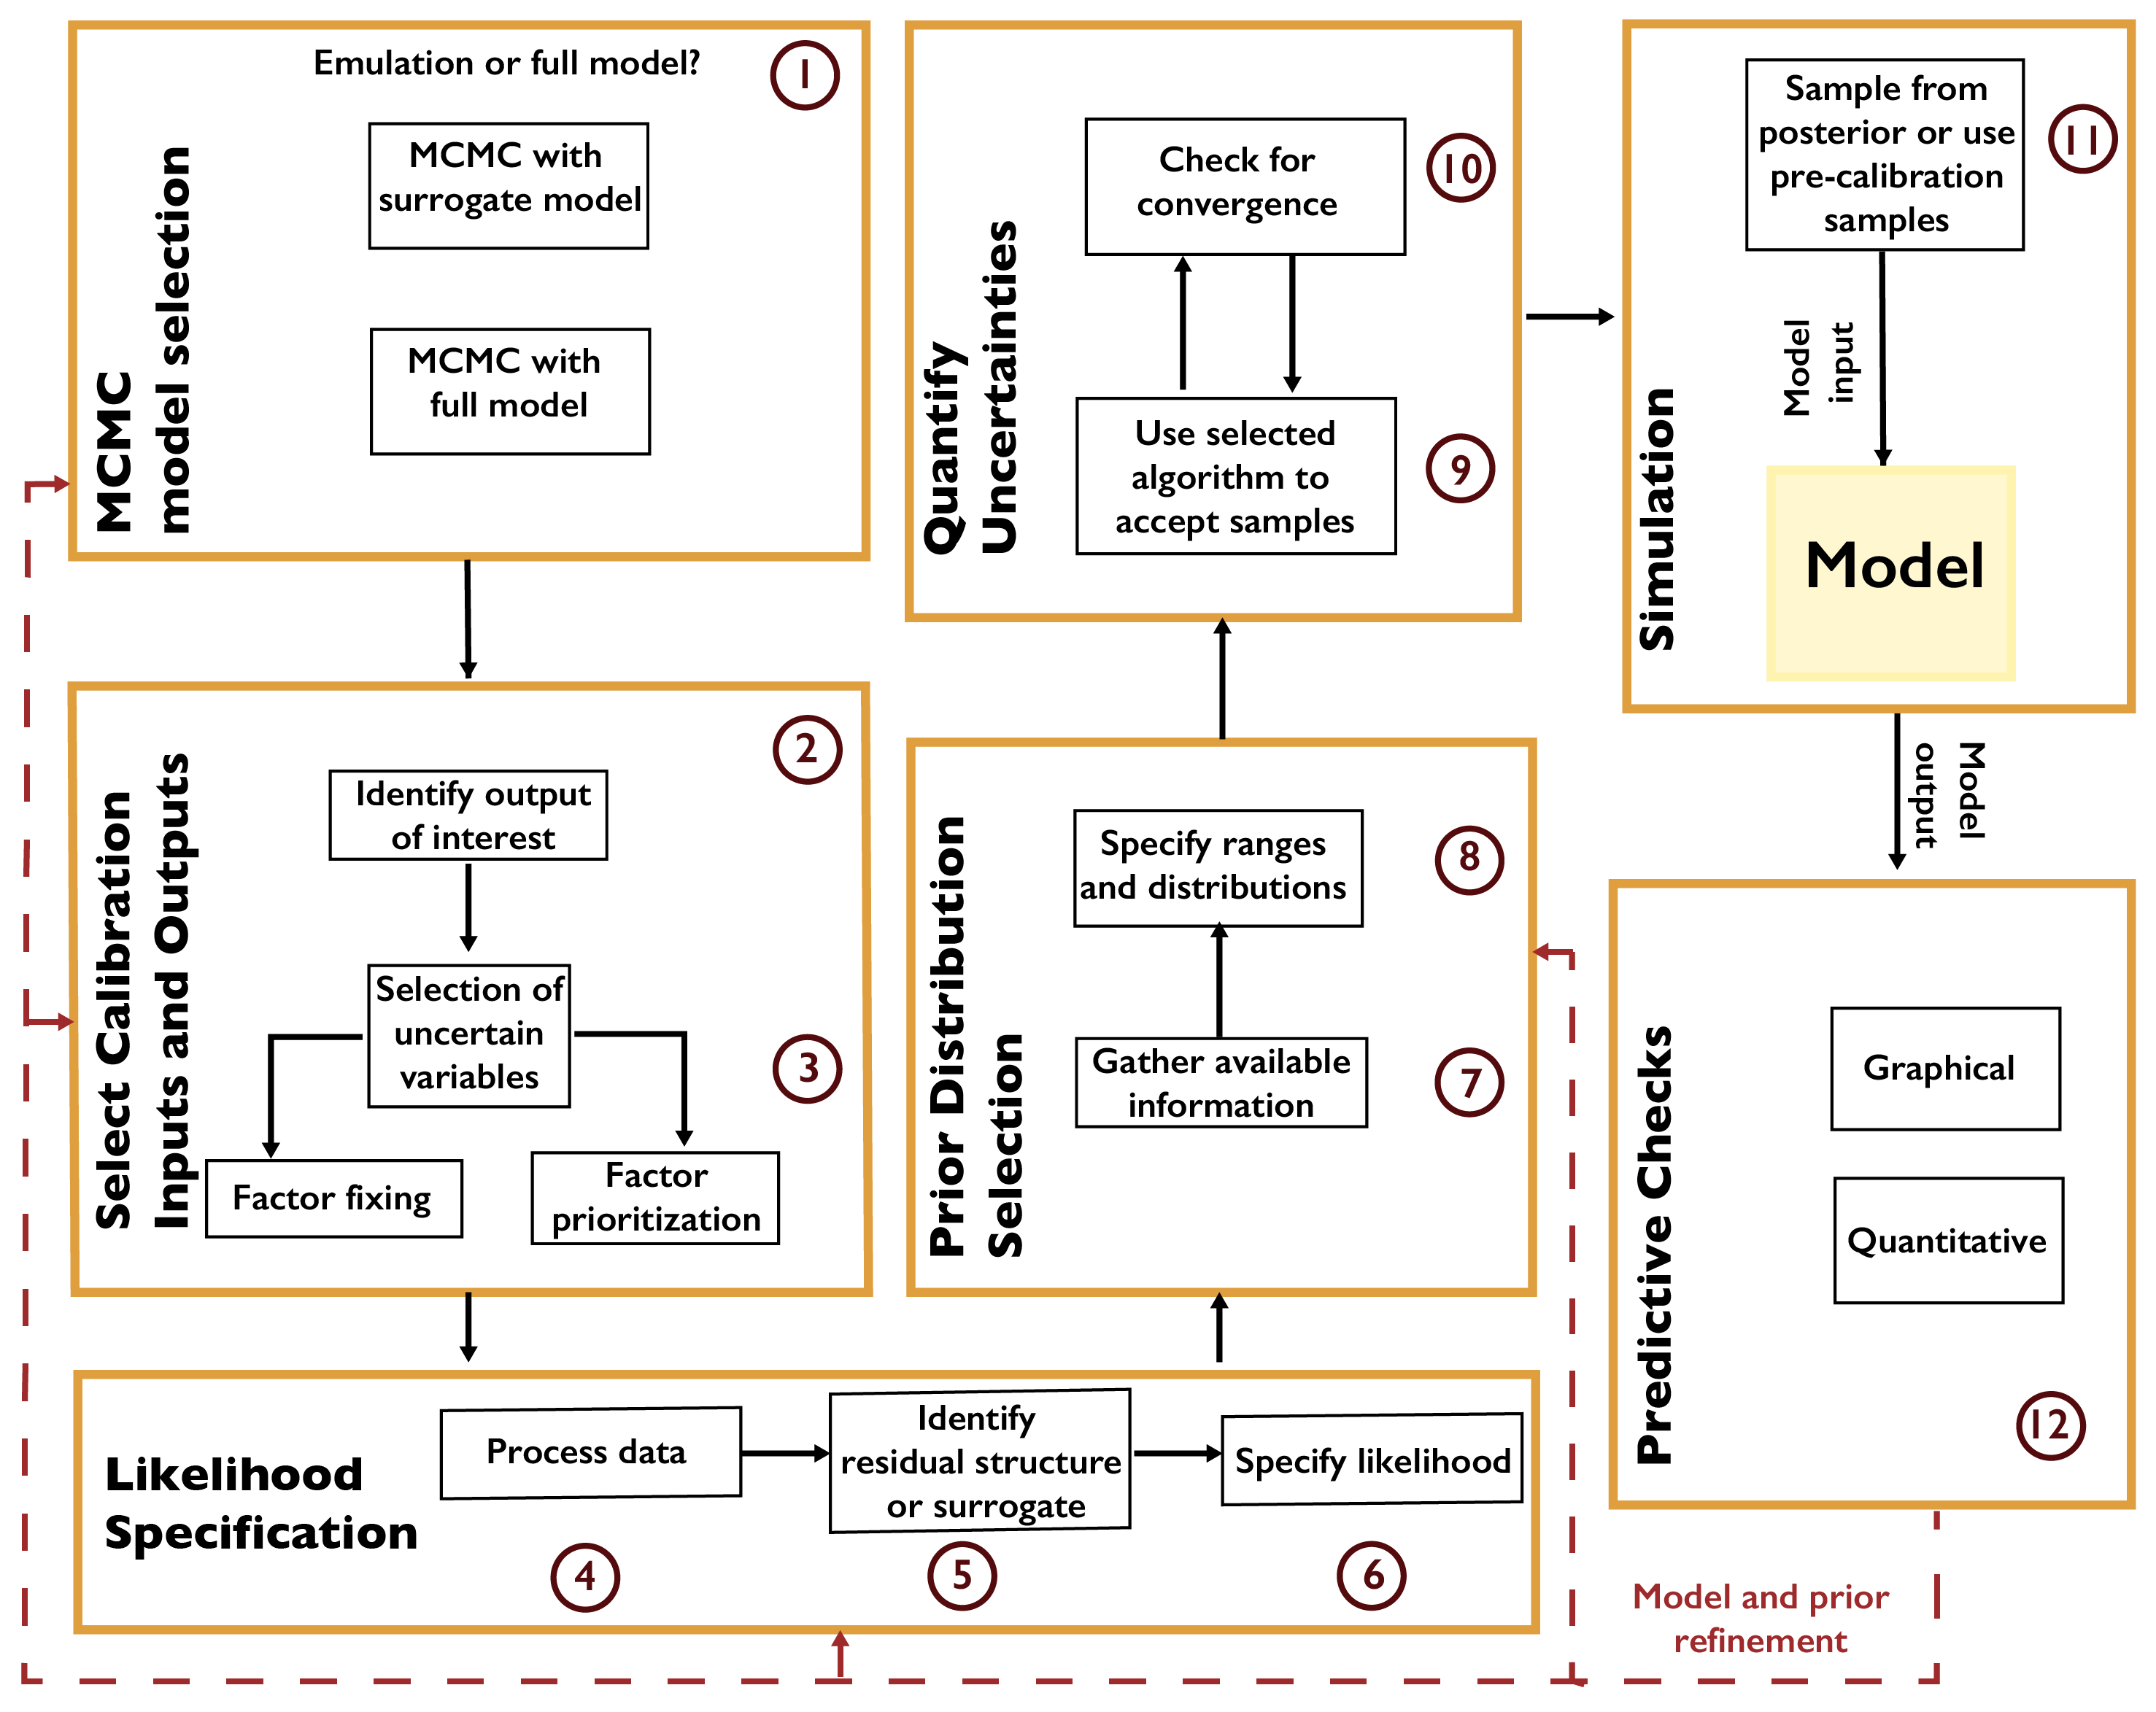 Emulation or full model?
1
MCMC with
surrogate model
MCMC with
full model
MCMC
model selection
2
Identify output
of interest
Selection of
uncertain
variables
3
Factor fixing
Factor
prioritization
Select Calibration
Inputs and Outputs
Likelihood
Specification
Process data
4
Identify
residual structure
or surrogate
5
Specify likelihood
6
Prior Distribution
Selection
Gather available
information
7
Specify ranges
and distributions
8
Quantify
Uncertainties
Use selected
algorithm to
accept samples
9
Check for
convergence
10
Simulation
Sample from
posterior or use
pre-calibration
samples
11
Model
input
Model
Model
output
Predictive Checks
Graphical
Quantitative
12
Model and prior
refinement